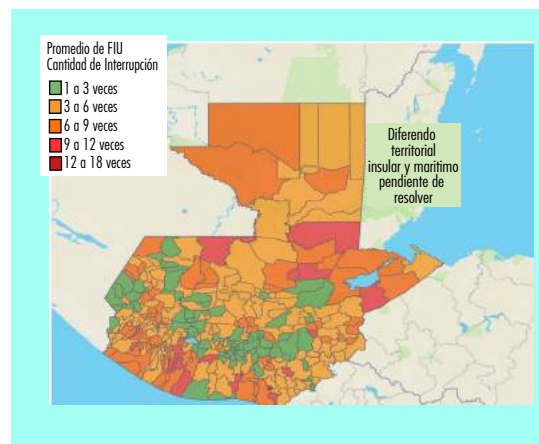 Promedio de FIU
Cantidad de Interrupción
1 a 3 veces
3 a 6 veces
6 a 9 veces
9 a 12 veces
12 a 18 veces
Diferendo
territorial
insular y maritimo
pendiente de
resolver